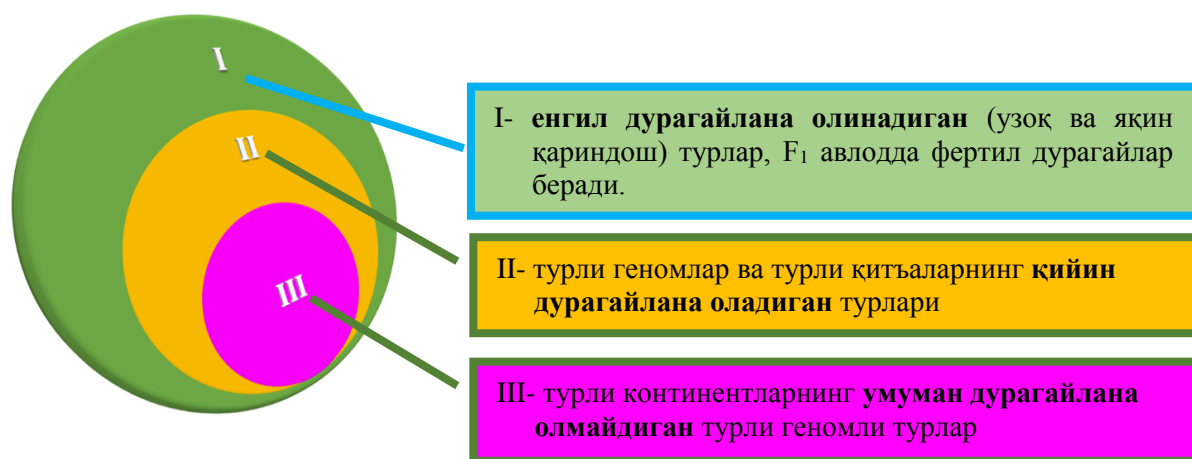 I
II
III
I- енгил дурагайлана олинадиган (узоқ ва яқин
қариндош) турлар, F₁ авлодда фертил дурагайлар
беради.
II- турли геномлар ва турли қитъаларнинг қийин
дурагайлана оладиган турлари
III- турли континентларнинг умуман дурагайлана
олмайдиган турли геномли турлар